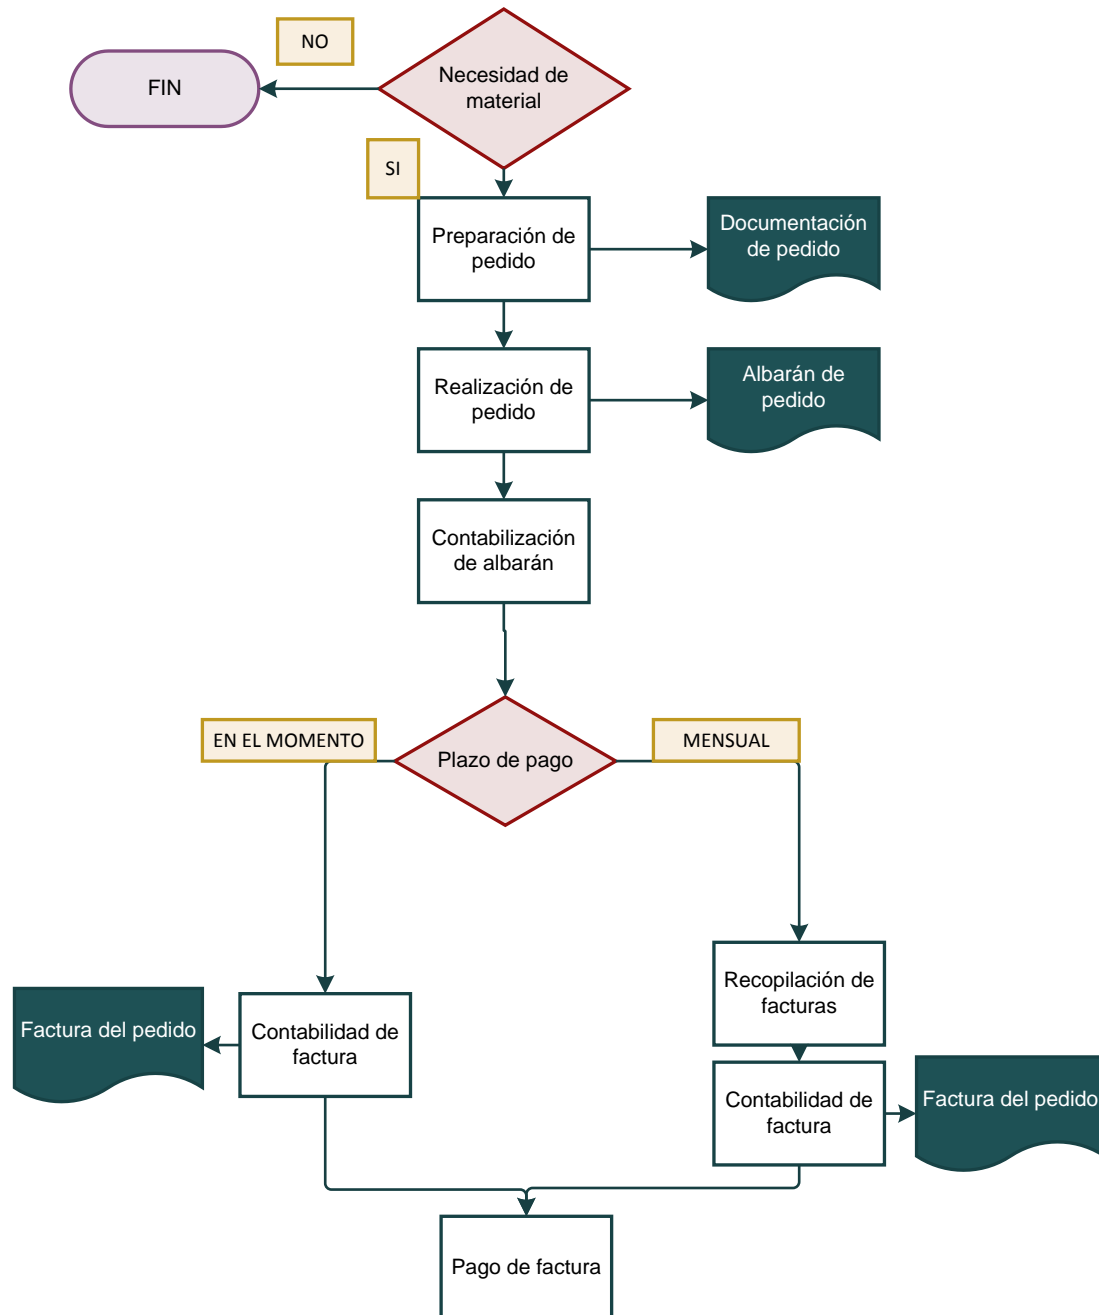 NO
FIN
Necesidad de
material
SI
Preparación de
pedido
Documentación
de pedido
Realización de
pedido
Albarán de
pedido
Contabilización
de albarán
EN EL MOMENTO
Plazo de pago
MENSUAL
Recopilación de
facturas
Factura del pedido
Contabilidad de
factura
Contabilidad de
factura
Factura del pedido
Pago de factura